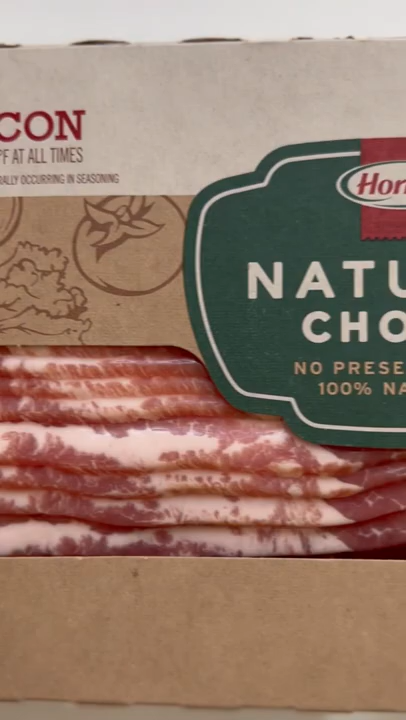 CON
°F AT ALL TIMES
ALLY OCCURRING IN SEASONING
Hor
NATU
CHO
NO PRESE
100% NA